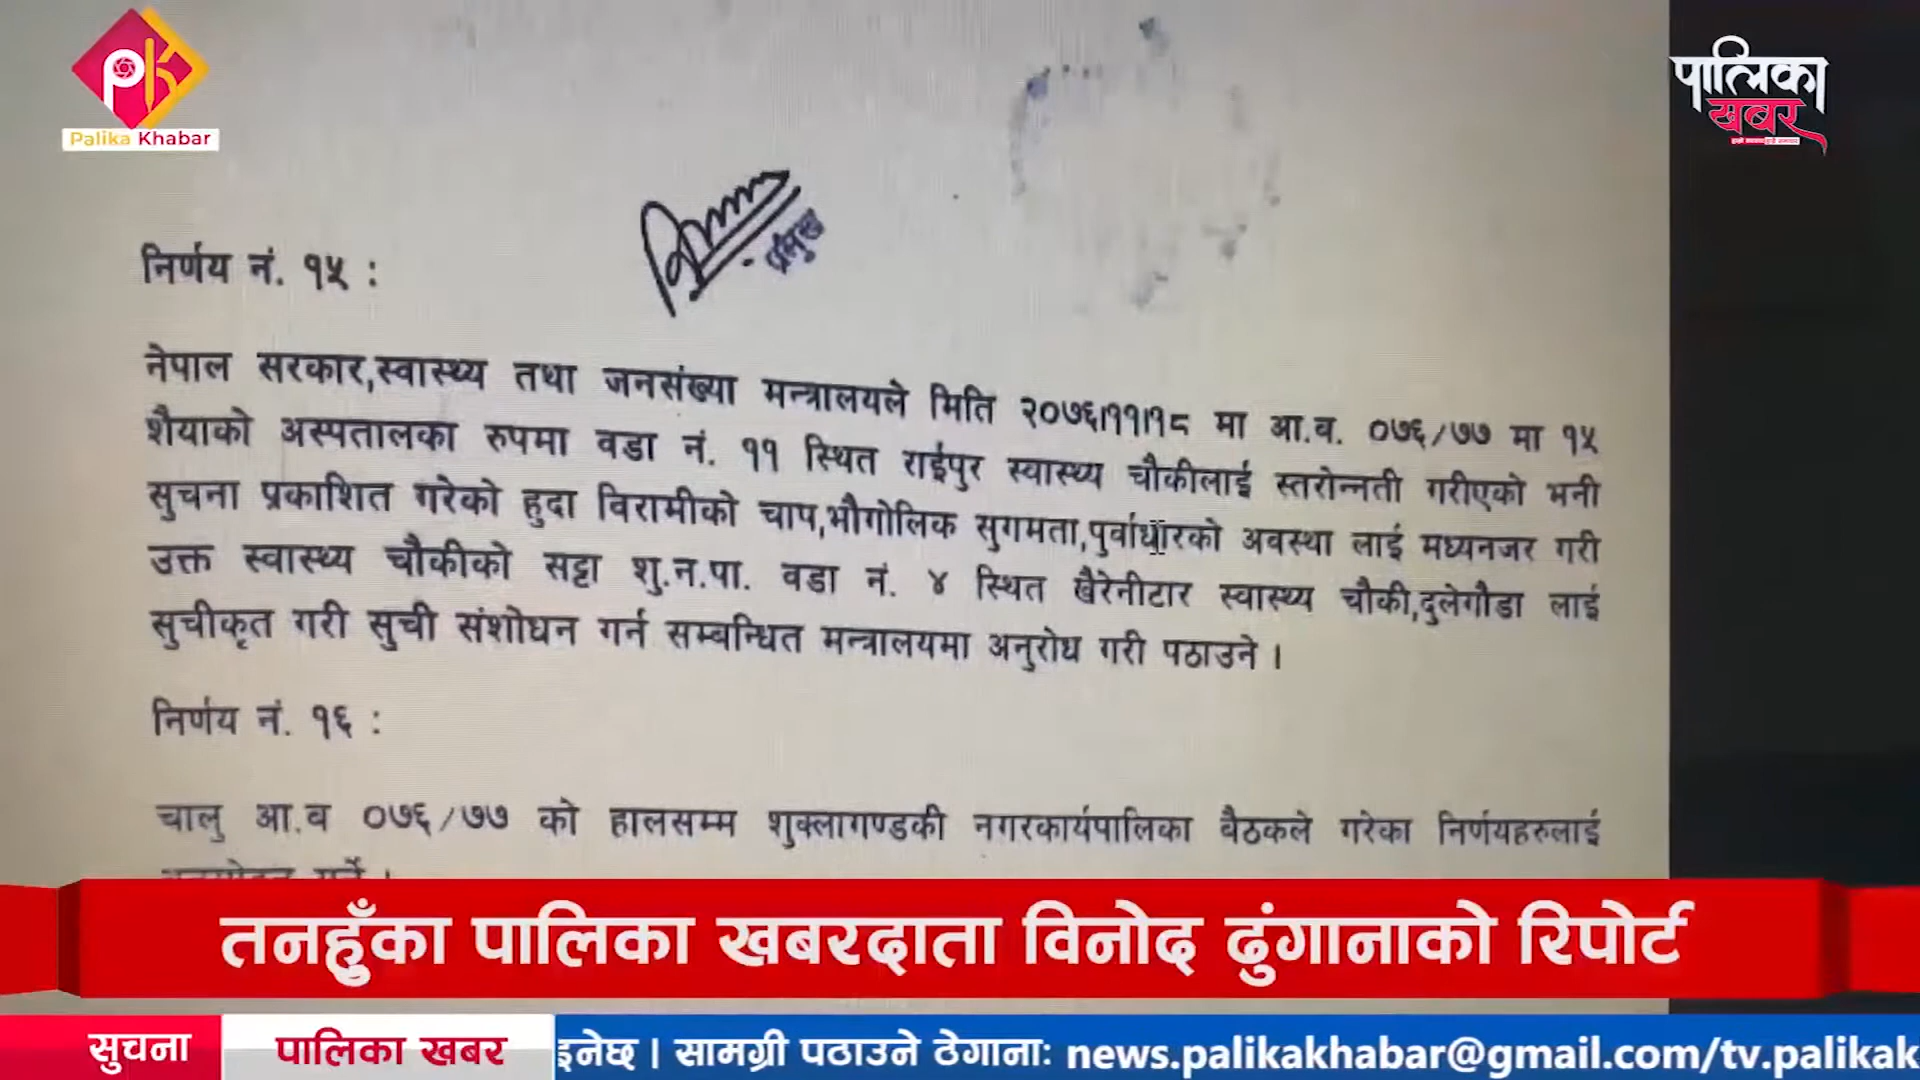 Palika Khabar
पालिका
खबर
प्रमुख
निर्णय नं. १५ :
नेपाल सरकार,स्वास्थ्य तथा जनसंख्या मन्त्रालयले मिति २०७६।११।१८ मा आ.व. ०७६/७७ मा १५
शैयाको अस्पतालका रुपमा वडा नं. ११ स्थित राईपुर स्वास्थ्य चौकीलाई स्तरोन्नती गरीएको भनी
सुचना प्रकाशित गरेको हुदा विरामीको चाप,भौगोलिक सुगमता,पुर्वाधारको अवस्था लाई मध्यनजर गरी
उक्त स्वास्थ्य चौकीको सट्टा शु.न.पा. वडा नं. ४ स्थित खैरेनीटार स्वास्थ्य चौकी,दुलेगौडा लाई
सुचीकृत गरी सुची संशोधन गर्न सम्बन्धित मन्त्रालयमा अनुरोध गरी पठाउने ।
निर्णय नं. १६ :
चालु आ.व ०७६/७७ को हालसम्म शुक्लागण्डकी नगरकार्यपालिका बैठकले गरेका निर्णयहरुलाई
तनहुँका पालिका खबरदाता विनोद ढुंगानाको रिपोर्ट
सुचना पालिका खबर इनेछ । सामग्री पठाउने ठेगानाः news.palikakhabar@gmail.com/tv.palikak